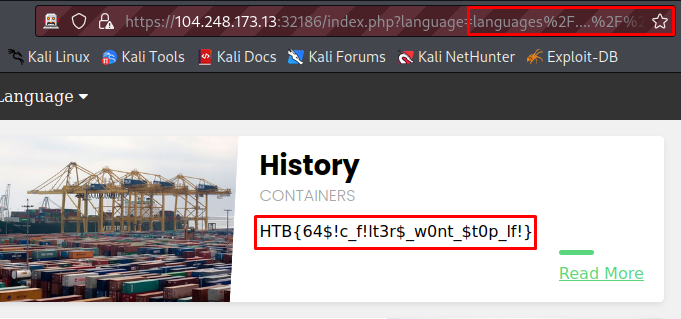 https://104.248.173.13:32186/index.php?language=languages%2F....%2F%2
Kali Linux Kali Tools Kali Docs Kali Forums Kali NetHunter Exploit-DB
Language
History
CONTAINERS
HTB{64$!c_f!lt3r$_w0nt_$t0p_lf!}
Read More